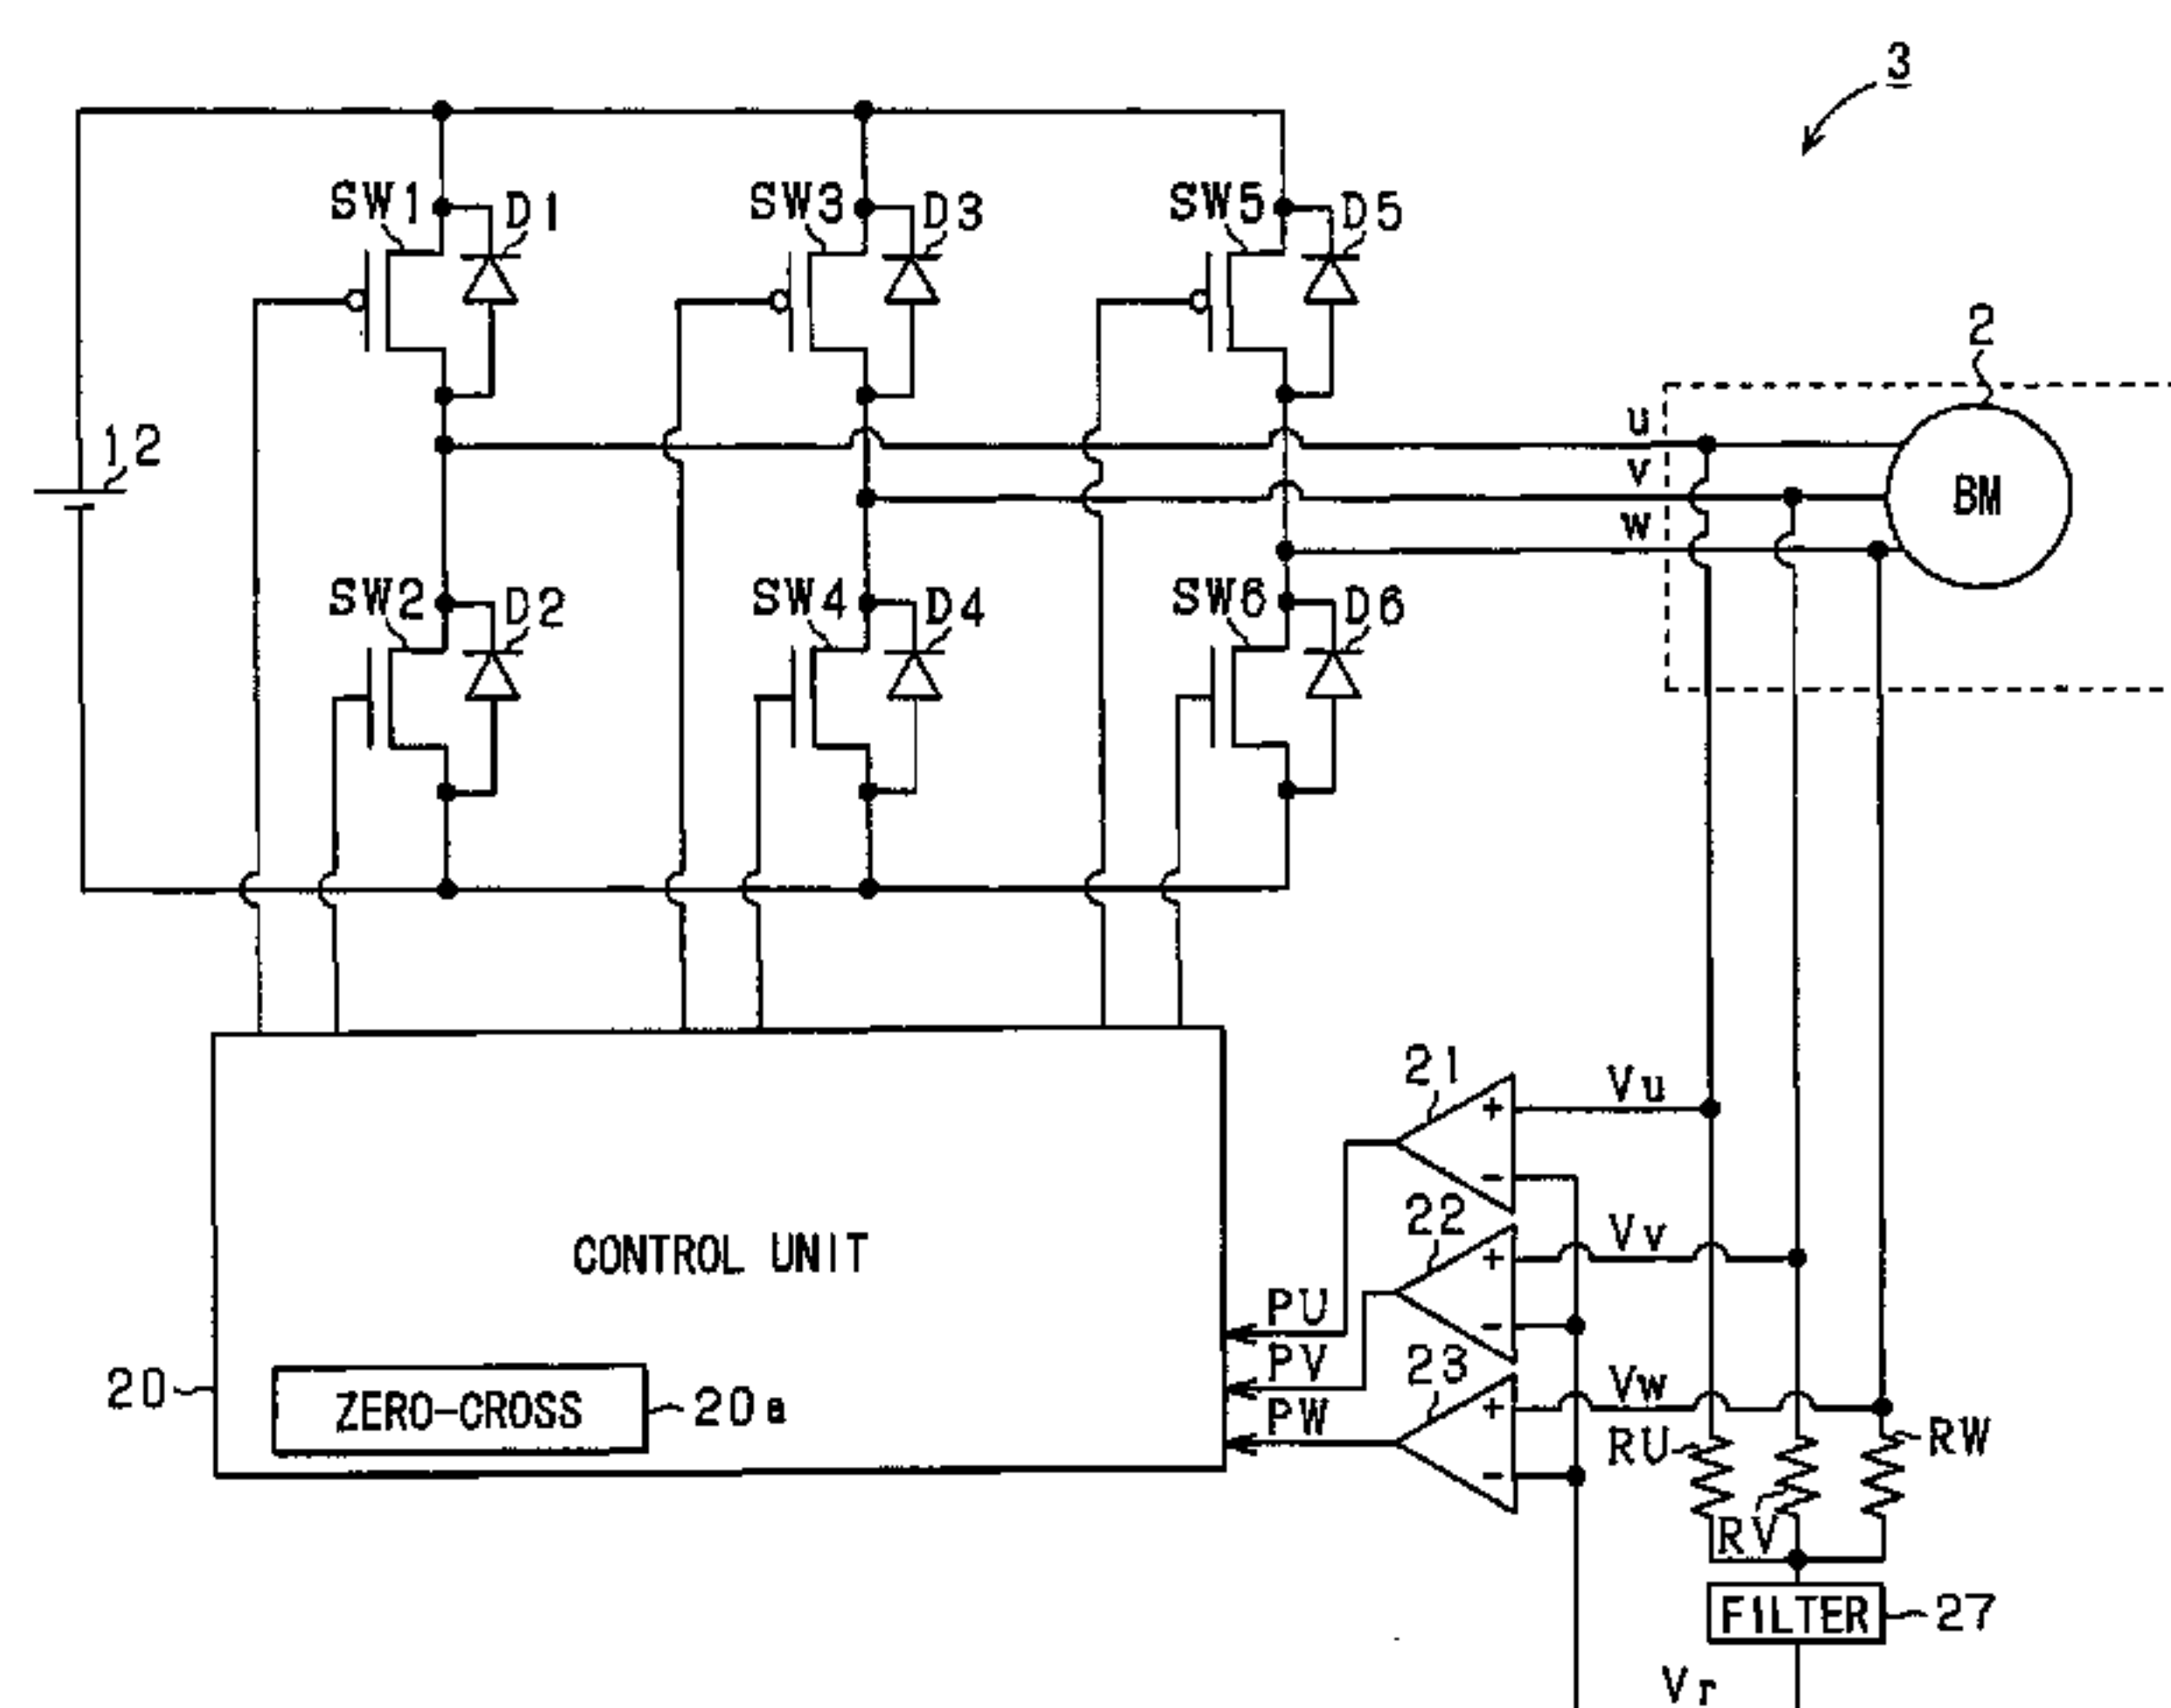 3
SW1 D1 SW3 D3 SW5 D5
2
12
u
v
w
BM
SW2 D2 SW4 D4 SW6 D6
21
Vu
CONTROL UNIT
22
Vv
PU
PV
23
Vw
PW
20
ZERO-CROSS
20a
RU
RW
RV
FILTER
27
Vr